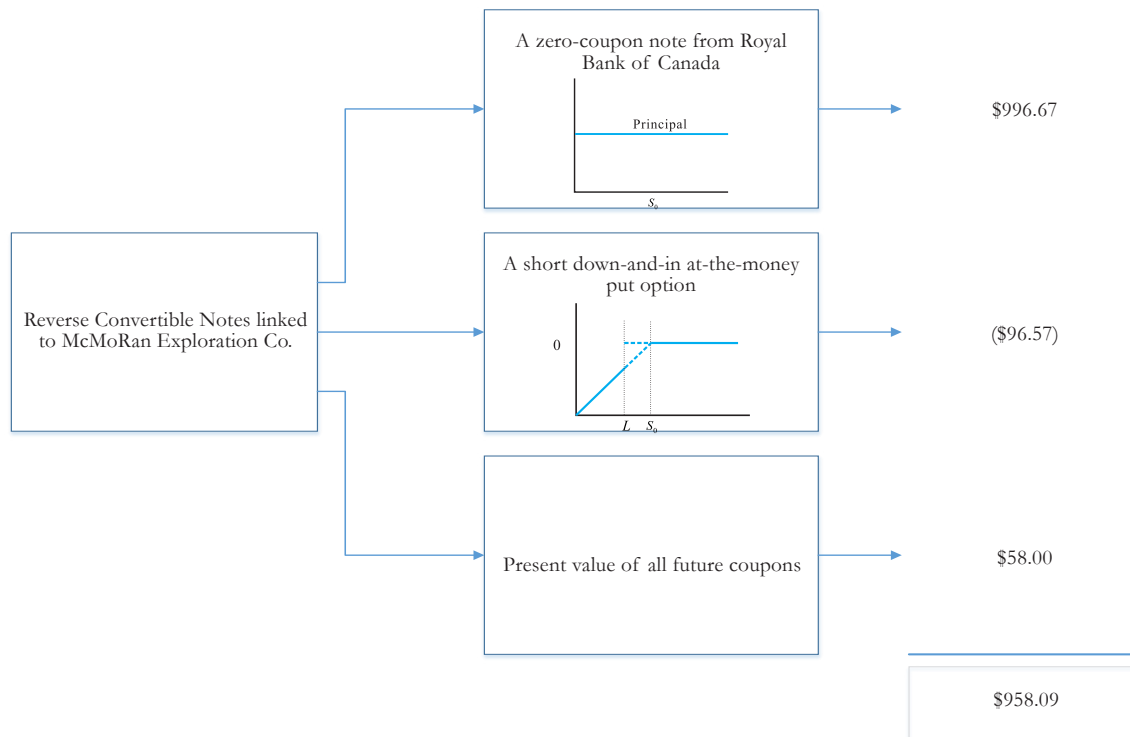 A zero-coupon note from Royal
Bank of Canada
Principal
S₀
$996.67
Reverse Convertible Notes linked
to McMoRan Exploration Co.
A short down-and-in at-the-money
put option
0
L S₀
($96.57)
Present value of all future coupons
$58.00
$958.09